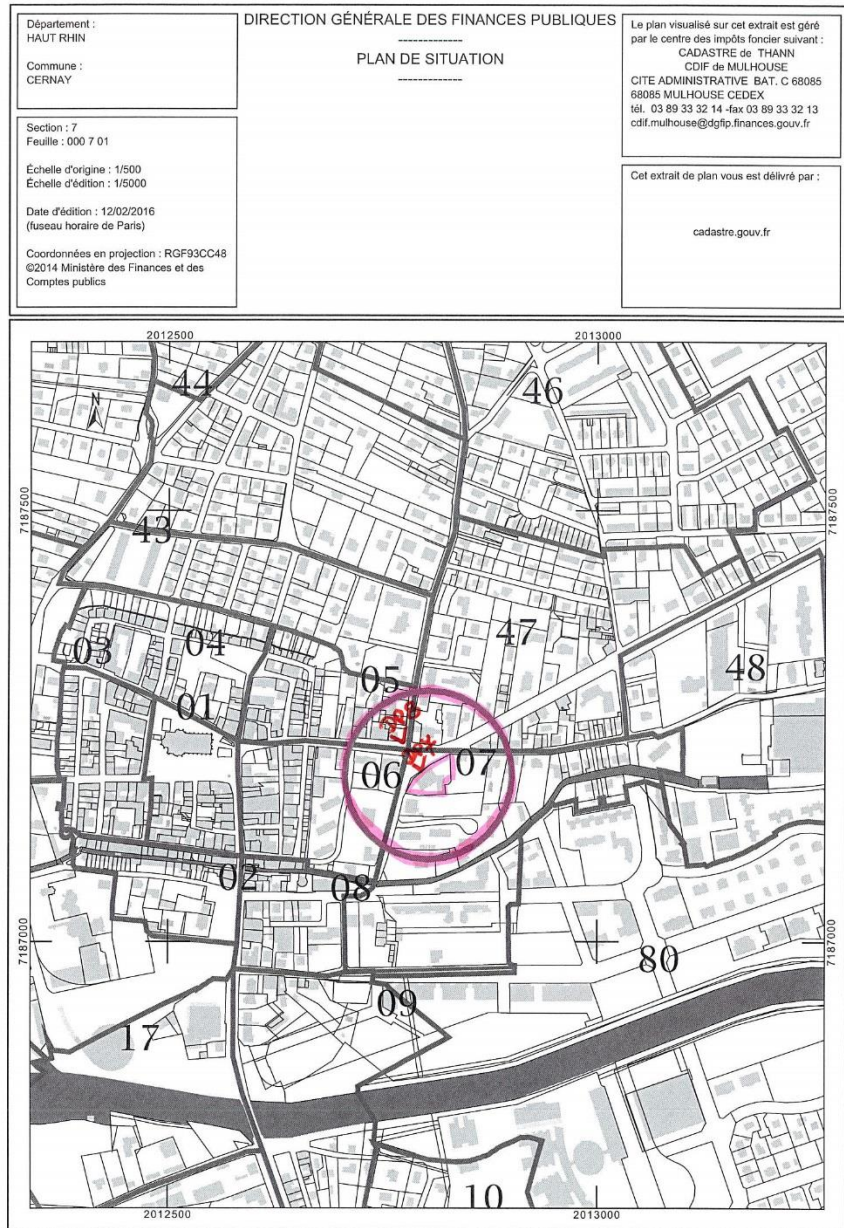 Département :
HAUT RHIN
Commune :
CERNAY
Section : 7
Feuille : 000 7 01
Échelle d'origine : 1/500
Échelle d'édition : 1/5000
Date d'édition : 12/02/2016
(fuseau horaire de Paris)
Coordonnées en projection : RGF93CC48
©2014 Ministère des Finances et des
Comptes publics
DIRECTION GÉNÉRALE DES FINANCES PUBLIQUES
-------------
PLAN DE SITUATION
-------------
Le plan visualisé sur cet extrait est géré
par le centre des impôts foncier suivant :
CADASTRE de THANN
CDIF de MULHOUSE
CITE ADMINISTRATIVE BAT. C 68085
68085 MULHOUSE CEDEX
tél. 03 89 33 32 14 -fax 03 89 33 32 13
cdif.mulhouse@dgfip.finances.gouv.fr
Cet extrait de plan vous est délivré par :
cadastre.gouv.fr
2012500
2013000
44
46
N
7187500
7187500
43
47
04
03
48
05
01
07
06
02
08
7187000
7187000
80
09
17
10
2012500
2013000